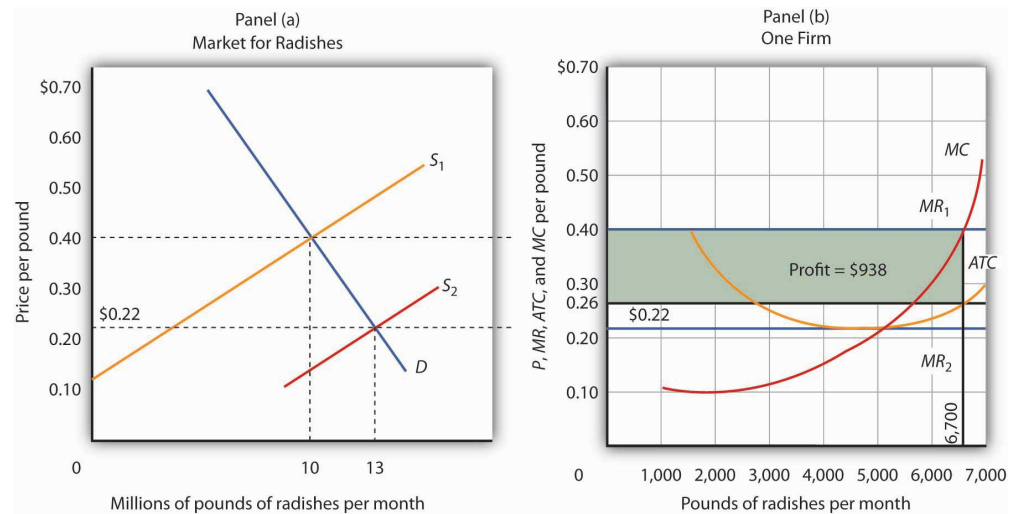 Panel (a)
Market for Radishes
Price per pound
$0.70
0.60
0.50
0.40
0.30
$0.22
0.20
0.10
0
S1
S2
D
10
13
Millions of pounds of radishes per month
Panel (b)
One Firm
P, MR, ATC, and MC per pound
$0.70
0.60
0.50
0.40
0.30
0.26
0.20
0.10
0
MC
MR1
Profit = $938
ATC
$0.22
MR2
6,700
1,000 2,000 3,000 4,000 5,000 6,000 7,000
Pounds of radishes per month